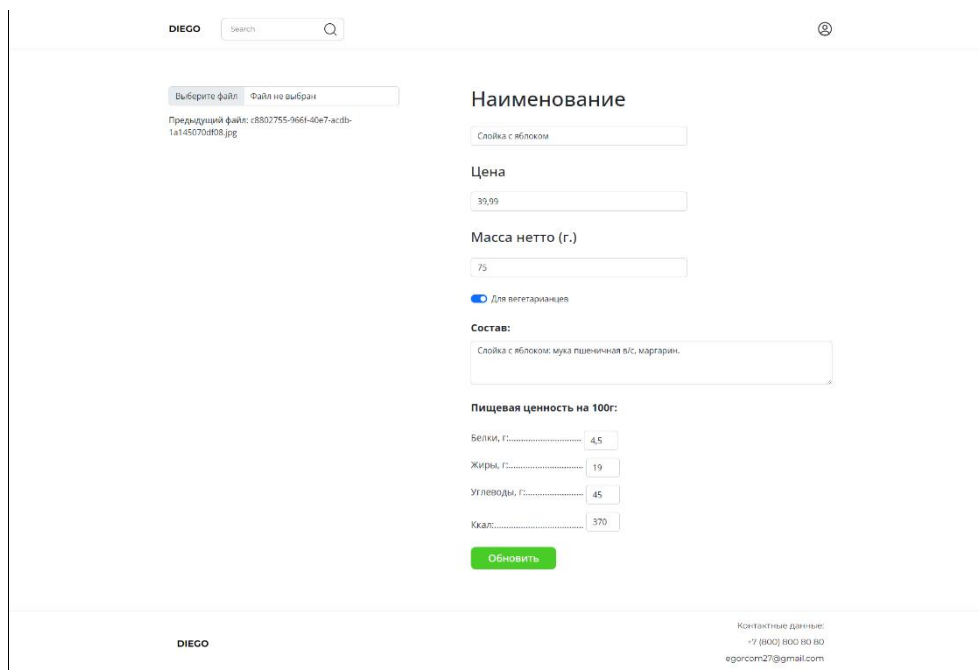 DIEGO
Search
Выберите файл Файл не выбран
Предыдущий файл: c8802755-966f-40e7-acdb-
1a145070df08.jpg
Наименование
Слойка с яблоком
Цена
39,99
Масса нетто (г.)
75
Для вегетарианцев
Состав:
Слойка с яблоком: мука пшеничная в/с, маргарин.
Пищевая ценность на 100г:
Белки, г:............................. 4,5
Жиры, г:.............................. 19
Углеводы, г:....................... 45
Ккал:.................................... 370
Обновить
DIEGO
Контактные данные:
+7 (800) 800 80 80
egorcom27@gmail.com